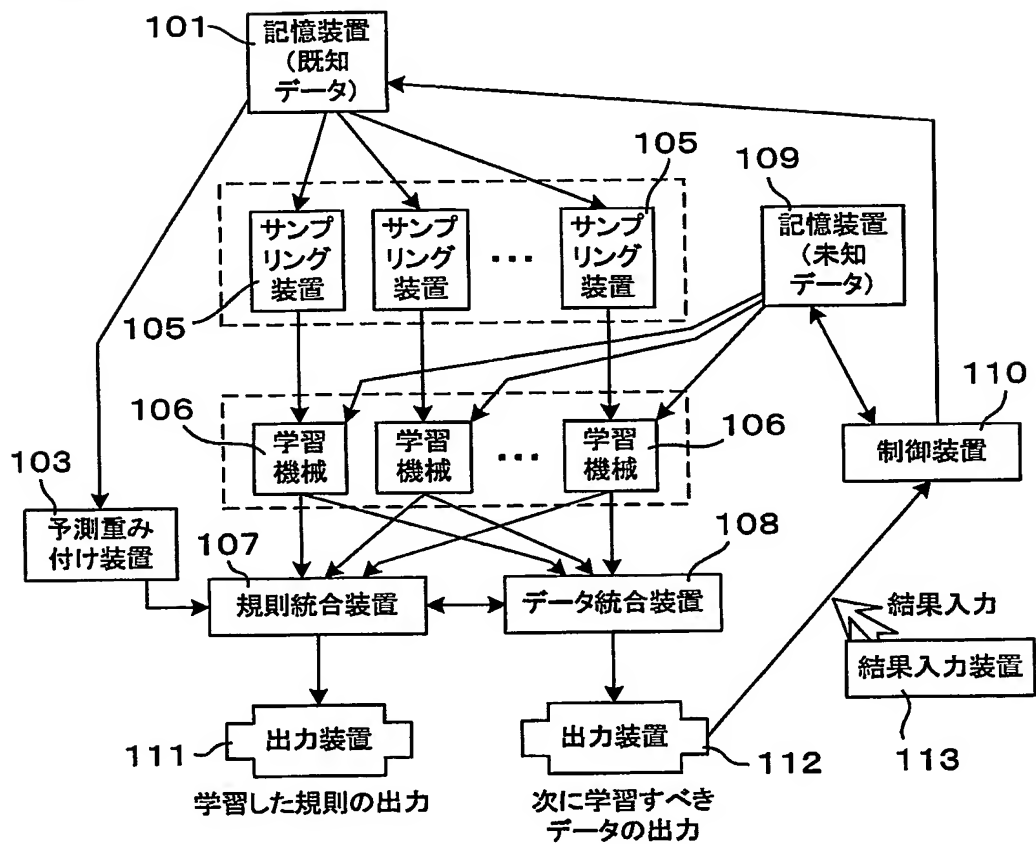 101
記憶装置
(既知
データ)
105
109
サンプ
リング
装置
サンプ
リング
装置
...
サンプ
リング
装置
記憶装置
(未知
データ)
105
110
106
学習
機械
学習
機械
...
学習
機械
106
制御装置
103
予測重み
付け装置
107
規則統合装置
108
データ統合装置
結果入力
結果入力装置
113
111
出力装置
出力装置
112
学習した規則の出力
次に学習すべき
データの出力